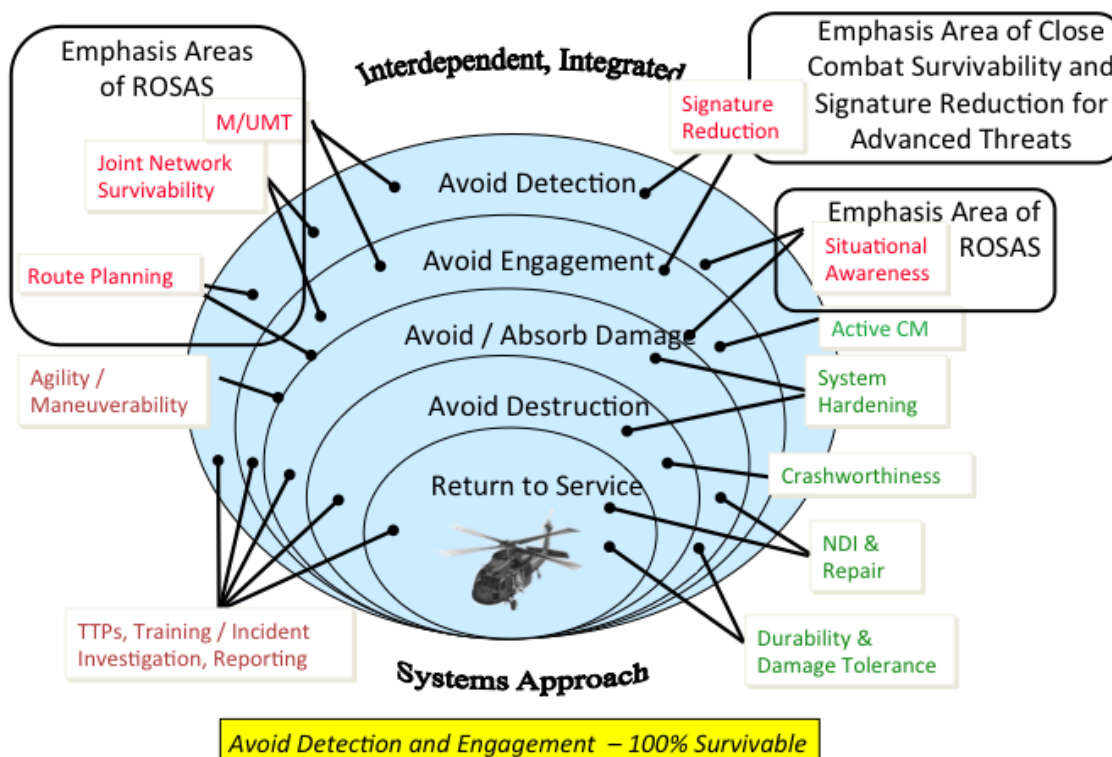 Emphasis Areas
of ROSAS
M/UMT
Joint Network
Survivability
Route Planning
Agility /
Maneuverability
TTPs, Training / Incident
Investigation, Reporting
Interdependent, Integrated
Avoid Detection
Avoid Engagement
Avoid / Absorb Damage
Avoid Destruction
Return to Service
Systems Approach
Signature
Reduction
Emphasis Area of Close
Combat Survivability and
Signature Reduction for
Advanced Threats
Emphasis Area of
ROSAS
Situational
Awareness
Active CM
System
Hardening
Crashworthiness
NDI &
Repair
Durability &
Damage Tolerance
Avoid Detection and Engagement – 100% Survivable